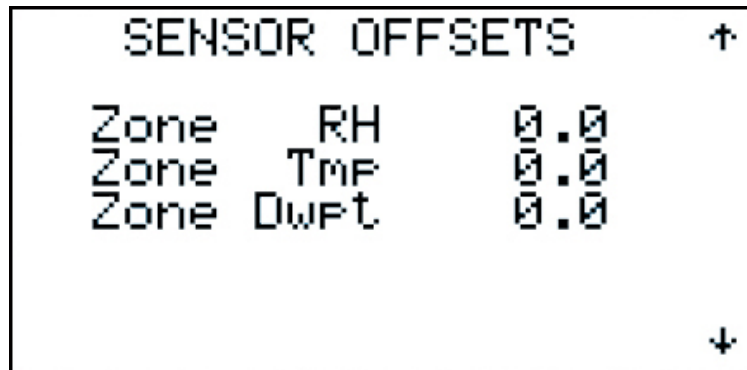 SENSOR OFFSETS ↑
Zone RH 0.0
Zone Tmp 0.0
Zone Dwpt 0.0
↓